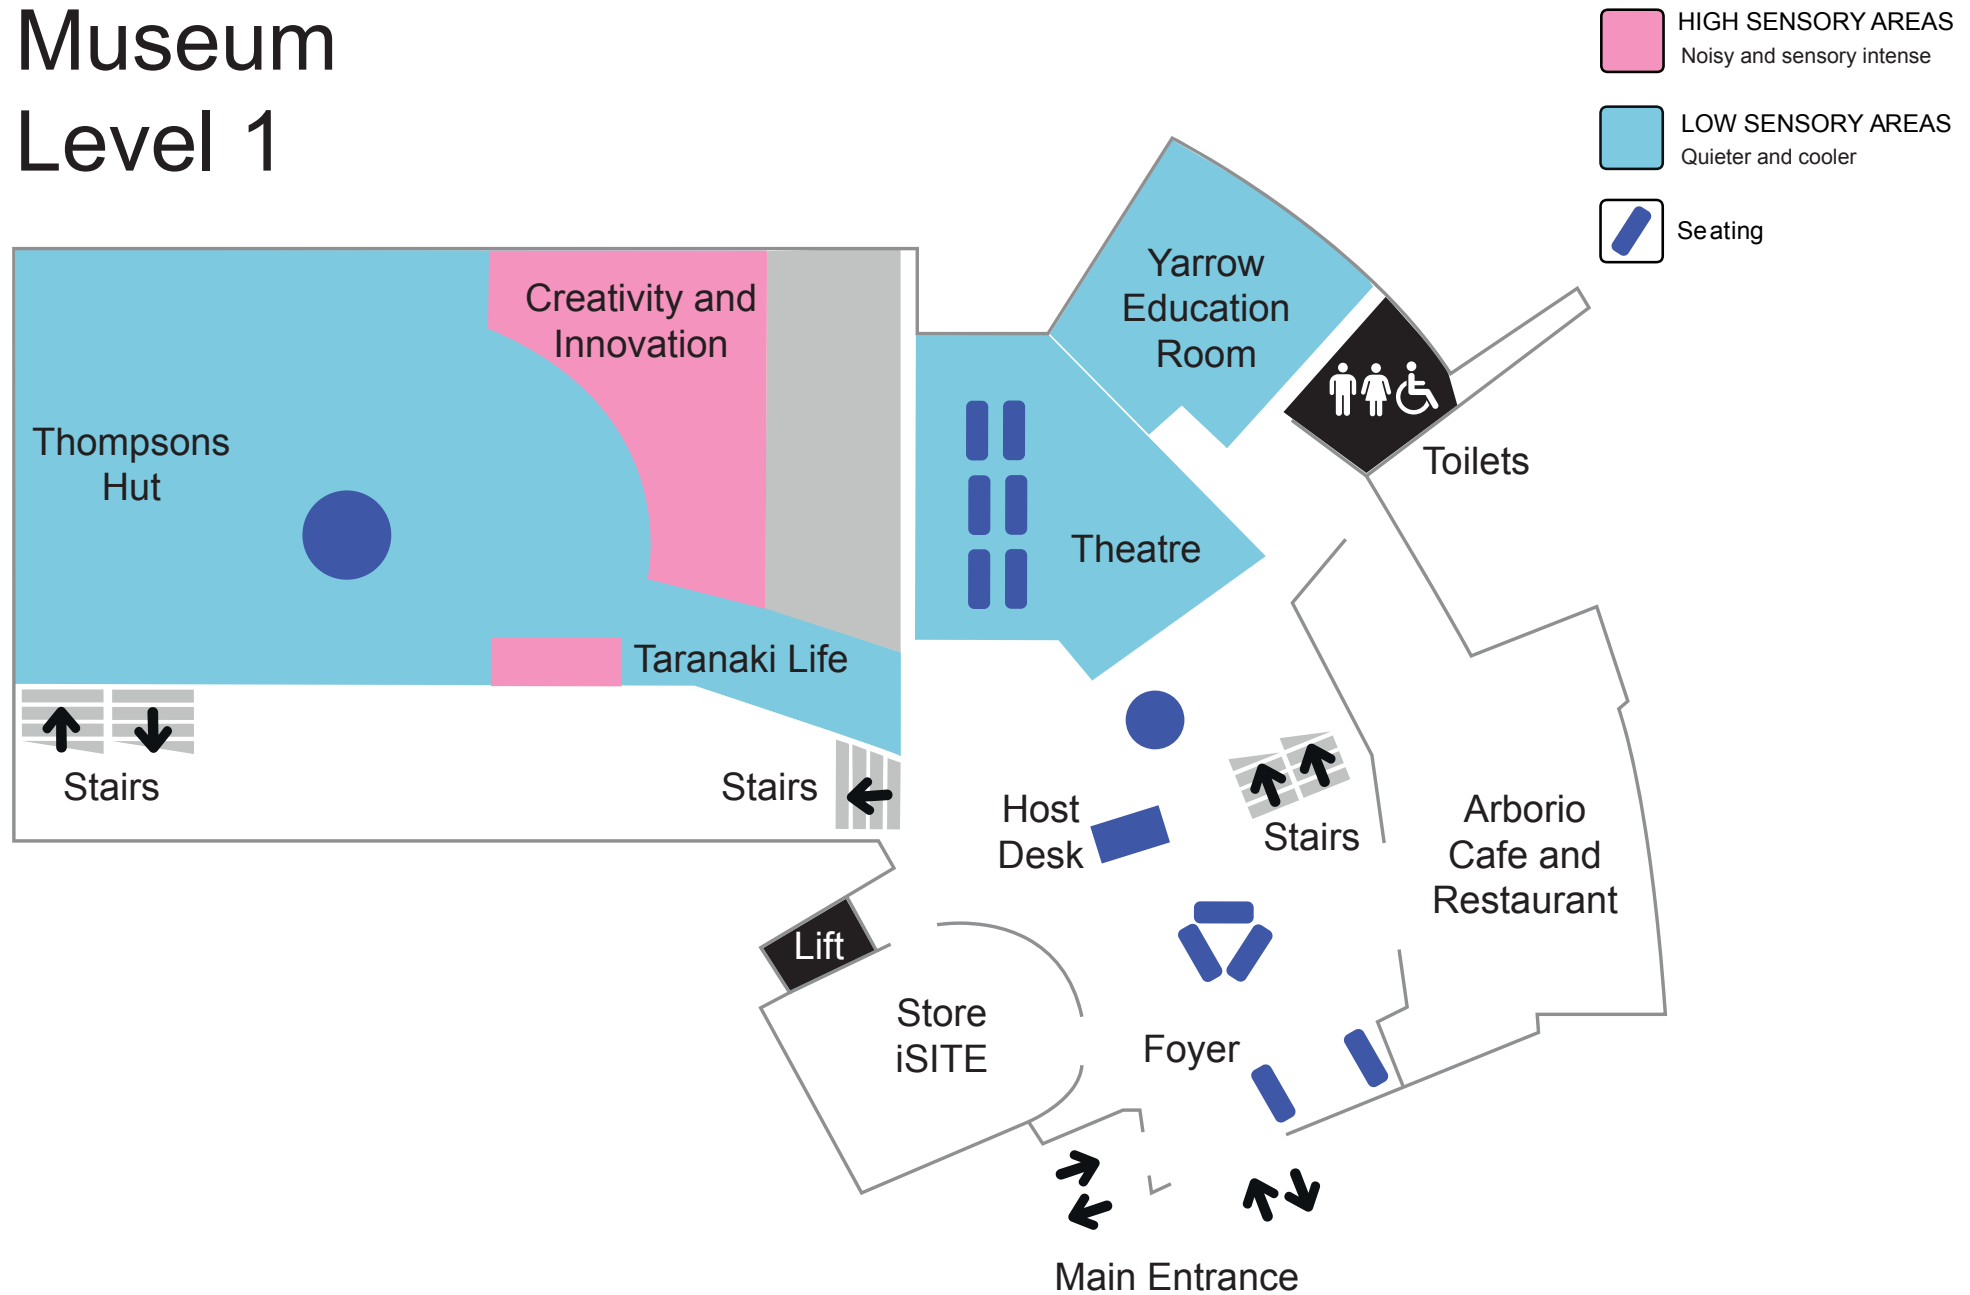 Museum
Level 1
HIGH SENSORY AREAS
Noisy and sensory intense
LOW SENSORY AREAS
Quieter and cooler
Seating
Creativity and
Innovation
Yarrow
Education
Room
Thompsons
Hut
Toilets
Theatre
Taranaki Life
Stairs
Stairs
Host
Desk
Stairs
Arborio
Cafe and
Restaurant
Lift
Store
iSITE
Foyer
Main Entrance